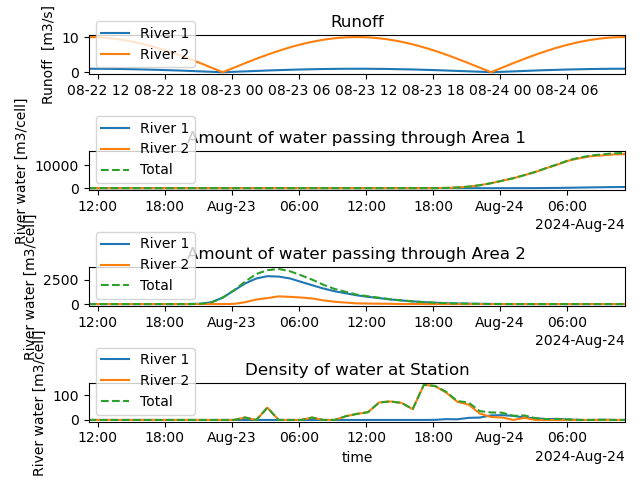 Runoff
Runoff [m3/s]
10
0
River 1
River 2
08-22 12 08-22 18 08-23 00 08-23 06 08-23 12 08-23 18 08-24 00 08-24 06
Amount of water passing through Area 1
River water [m3/cell]
10000
0
River 1
River 2
Total
12:00 18:00 Aug-23 06:00 12:00 18:00 Aug-24 06:00
2024-Aug-24
Amount of water passing through Area 2
River water [m3/cell]
2500
0
River 1
River 2
Total
12:00 18:00 Aug-23 06:00 12:00 18:00 Aug-24 06:00
2024-Aug-24
Density of water at Station
River water [m3/cell]
100
0
River 1
River 2
Total
12:00 18:00 Aug-23 06:00 12:00 18:00 Aug-24 06:00
time
2024-Aug-24